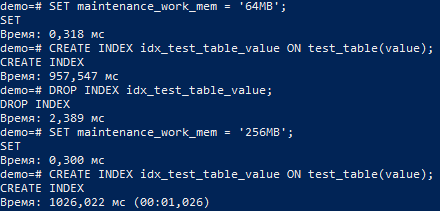 demo=# SET maintenance_work_mem = '64MB';
SET
Время: 0,318 мс
demo=# CREATE INDEX idx_test_table_value ON test_table(value);
CREATE INDEX
Время: 957,547 мс
demo=# DROP INDEX idx_test_table_value;
DROP INDEX
Время: 2,389 мс
demo=# SET maintenance_work_mem = '256MB';
SET
Время: 0,300 мс
demo=# CREATE INDEX idx_test_table_value ON test_table(value);
CREATE INDEX
Время: 1026,022 мс (00:01,026)